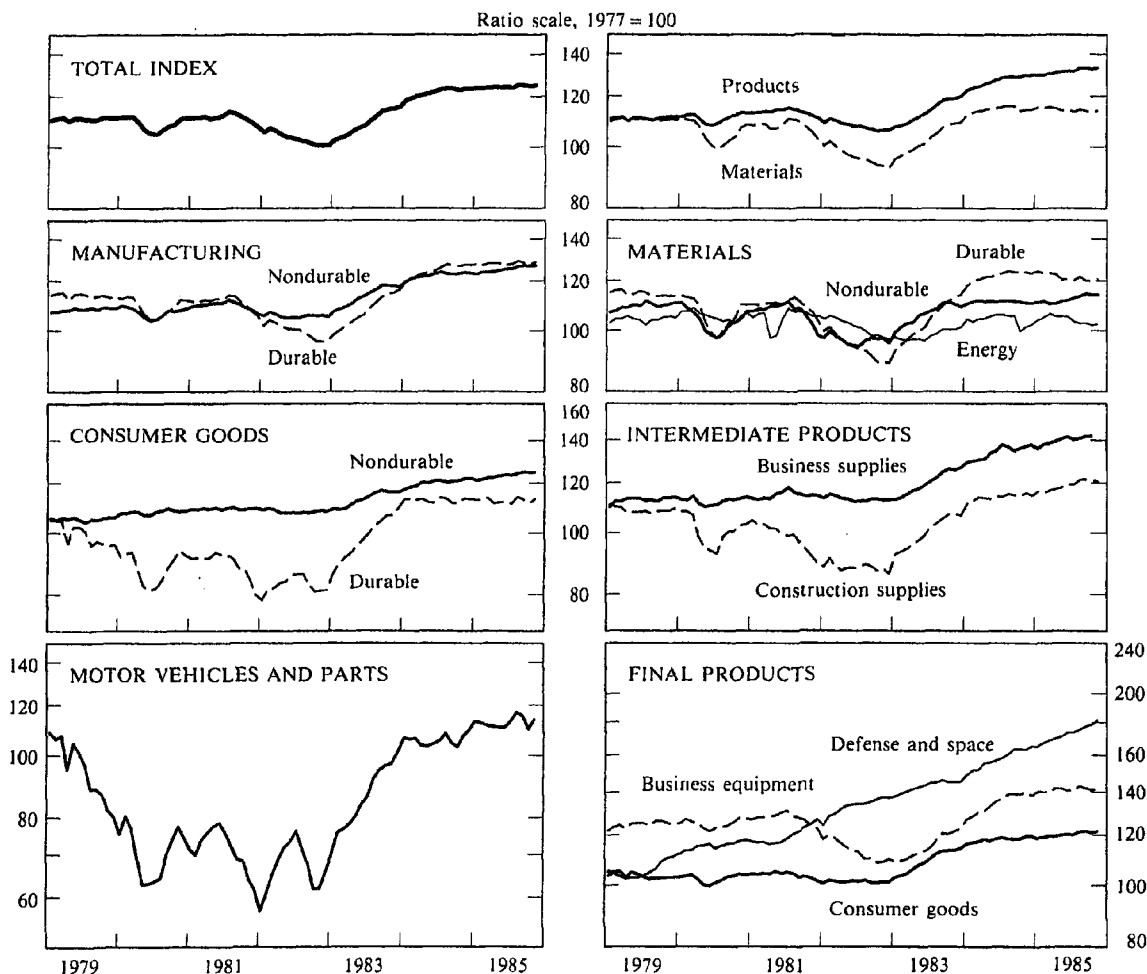 Ratio scale, 1977 = 100
TOTAL INDEX
140
120
100
80
Products
Materials
MANUFACTURING
Nondurable
Durable
140
120
100
80
MATERIALS
Durable
Nondurable
Energy
CONSUMER GOODS
Nondurable
Durable
160
140
120
100
80
INTERMEDIATE PRODUCTS
Business supplies
Construction supplies
140
120
100
80
60
MOTOR VEHICLES AND PARTS
FINAL PRODUCTS
Defense and space
Business equipment
Consumer goods
240
200
180
160
140
120
100
80
1979 1981 1983 1985
1979 1981 1983 1985